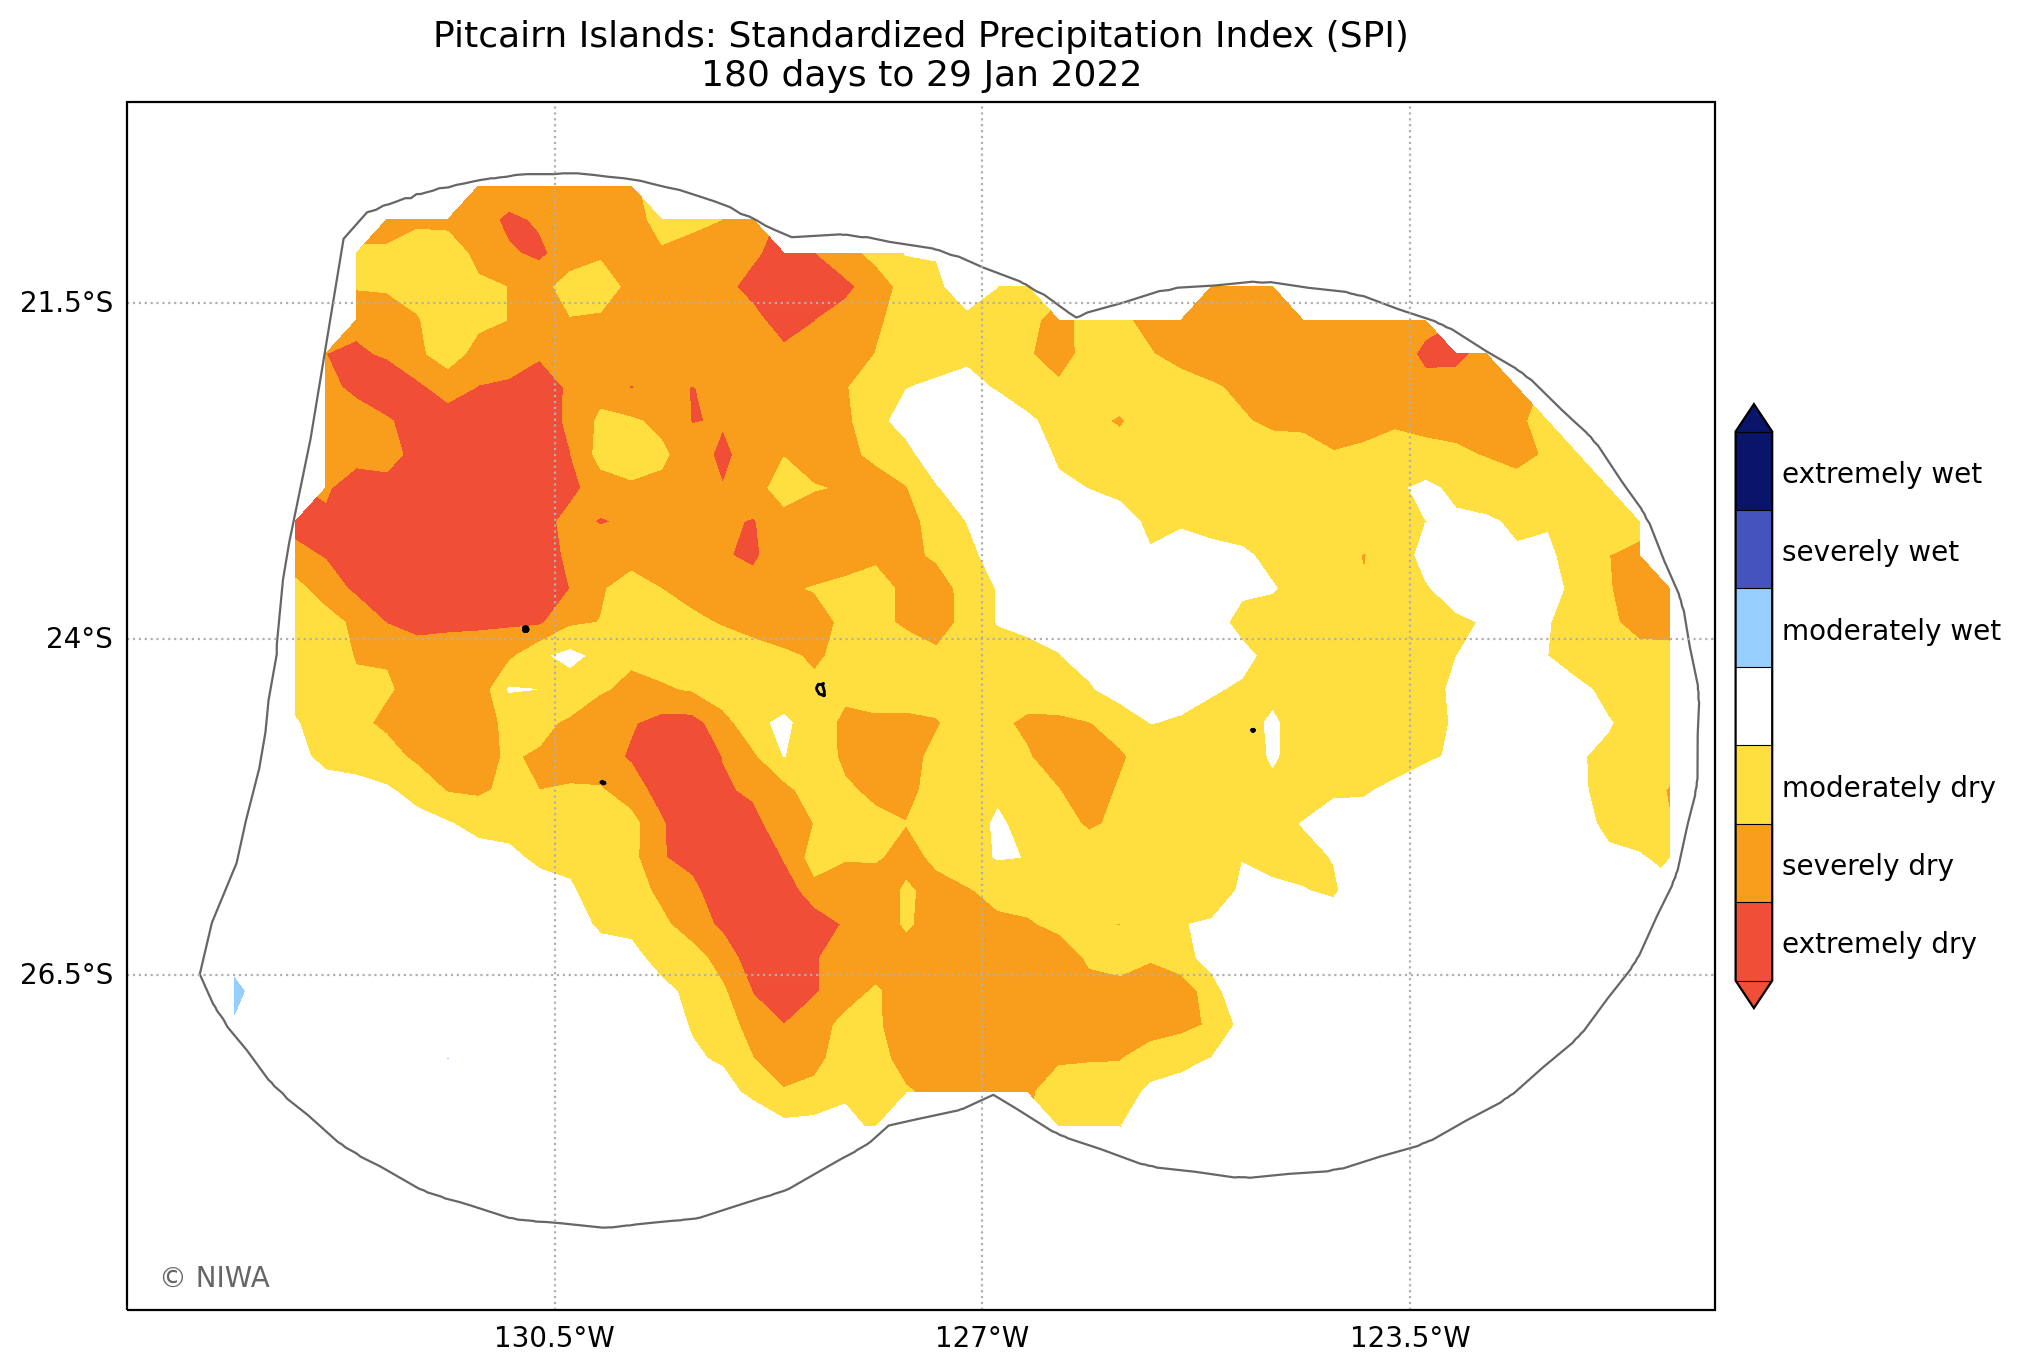 Pitcairn Islands: Standardized Precipitation Index (SPI)
180 days to 29 Jan 2022
21.5°S
24°S
26.5°S
130.5°W
127°W
123.5°W
extremely wet
severely wet
moderately wet
moderately dry
severely dry
extremely dry
© NIWA